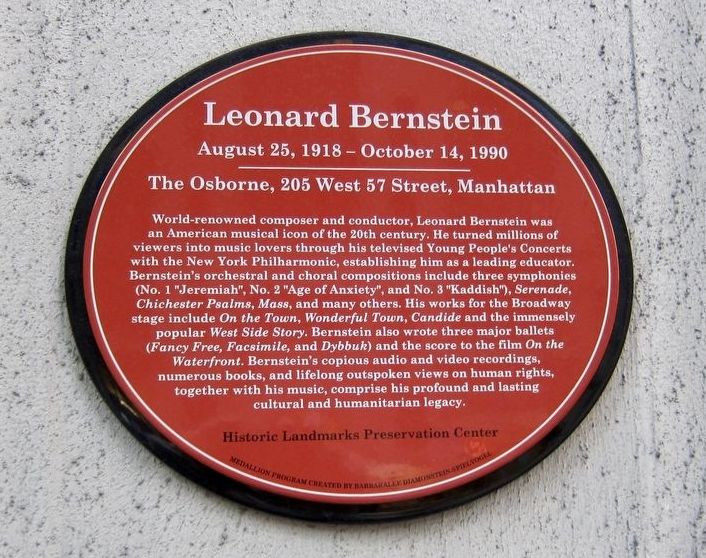 Leonard Bernstein
August 25, 1918 – October 14, 1990
The Osborne, 205 West 57 Street, Manhattan
World-renowned composer and conductor, Leonard Bernstein was
an American musical icon of the 20th century. He turned millions of
viewers into music lovers through his televised Young People's Concerts
with the New York Philharmonic, establishing him as a leading educator.
Bernstein's orchestral and choral compositions include three symphonies
(No. 1 "Jeremiah", No. 2 "Age of Anxiety", and No. 3 "Kaddish"), Serenade,
Chichester Psalms, Mass, and many others. His works for the Broadway
stage include On the Town, Wonderful Town, Candide and the immensely
popular West Side Story. Bernstein also wrote three major ballets
(Fancy Free, Facsimile, and Dybbuk) and the score to the film On the
Waterfront. Bernstein's copious audio and video recordings,
numerous books, and lifelong outspoken views on human rights,
together with his music, comprise his profound and lasting
cultural and humanitarian legacy.
Historic Landmarks Preservation Center
MEDALLION PROGRAM CREATED BY BARBARALEE DIAMONSTEIN-SPIELVOGEL